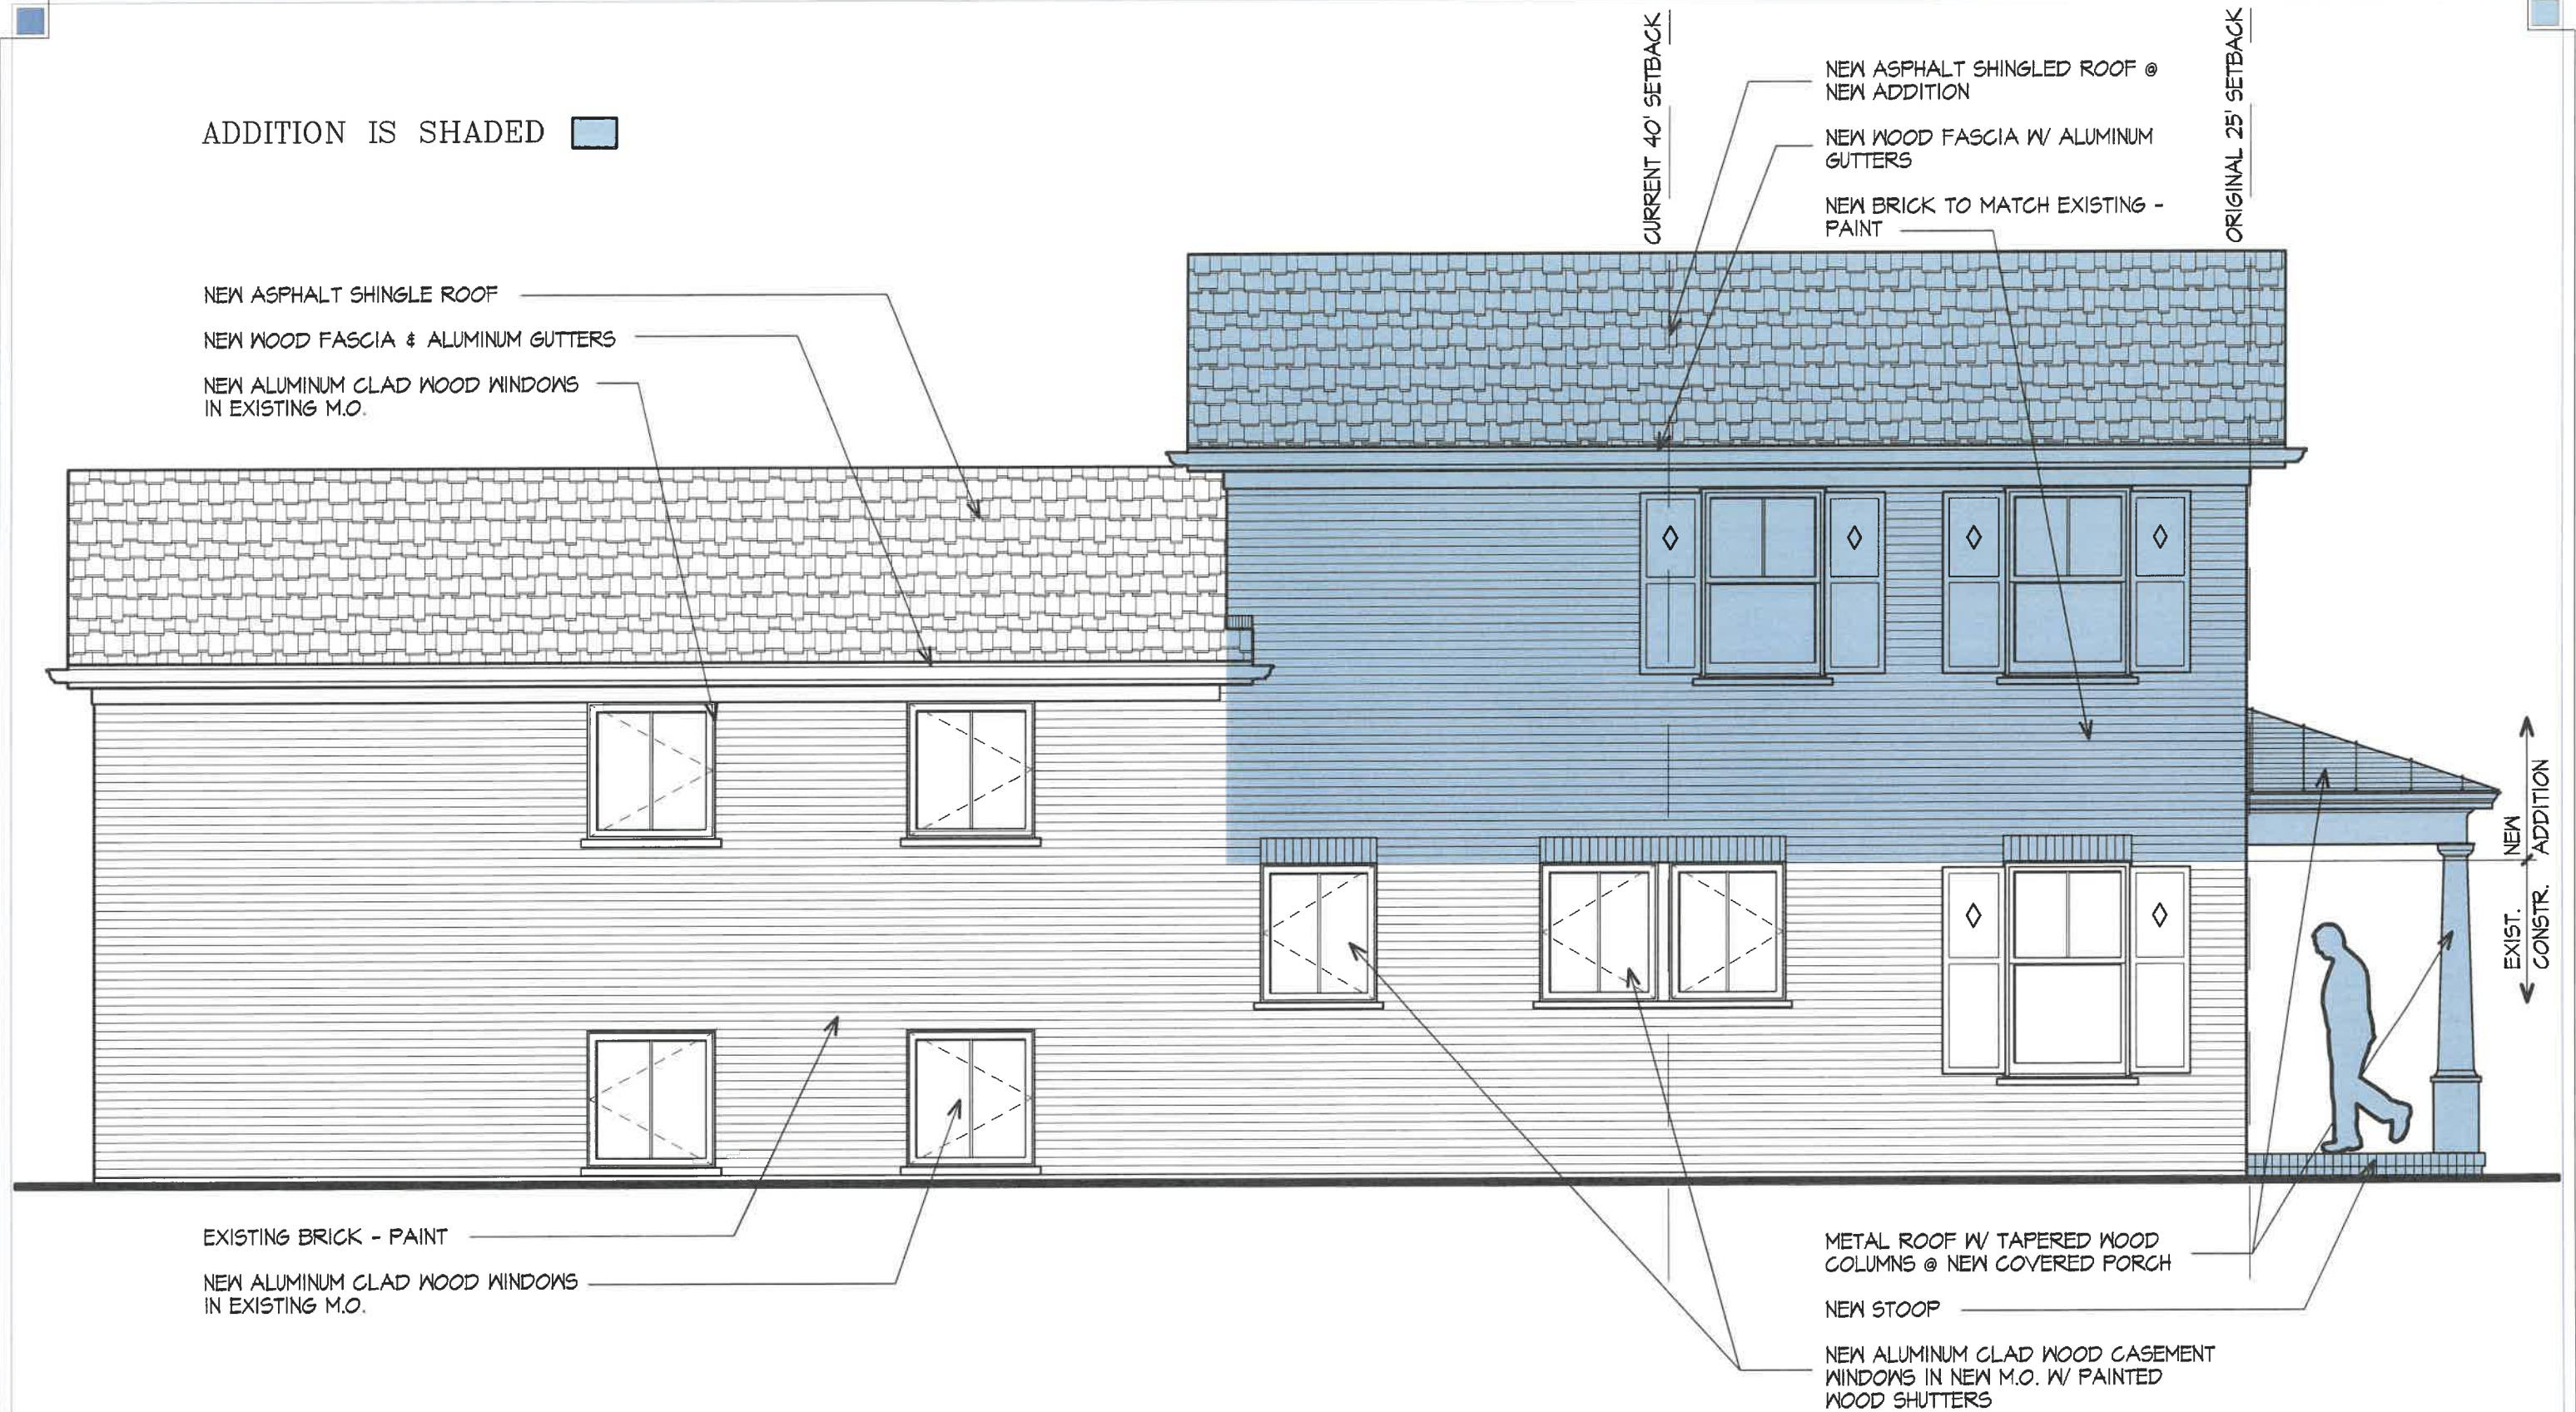 CURRENT 40' SETBACK
ORIGINAL 25' SETBACK
ADDITION IS SHADED
NEW ASPHALT SHINGLED ROOF @
NEW ADDITION
NEW WOOD FASCIA W/ ALUMINUM
GUTTERS
NEW BRICK TO MATCH EXISTING -
PAINT
NEW ASPHALT SHINGLE ROOF
NEW WOOD FASCIA & ALUMINUM GUTTERS
NEW ALUMINUM CLAD WOOD WINDOWS
IN EXISTING M.O.
NEW
ADDITION
EXIST.
CONSTR.
EXISTING BRICK - PAINT
NEW ALUMINUM CLAD WOOD WINDOWS
IN EXISTING M.O.
METAL ROOF W/ TAPERED WOOD
COLUMNS @ NEW COVERED PORCH
NEW STOOP
NEW ALUMINUM CLAD WOOD CASEMENT
WINDOWS IN NEW M.O. W/ PAINTED
WOOD SHUTTERS